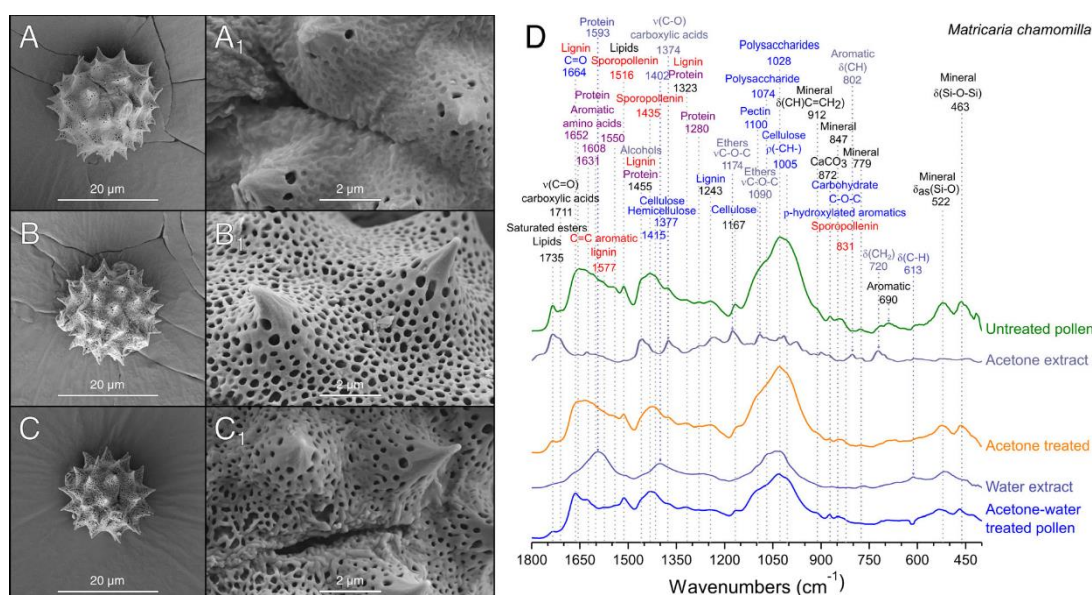 A
20 µm
A1
2 µm
B
20 µm
B1
2 µm
C
20 µm
C1
2 µm
D
Matricaria chamomilla
Protein
1593
ν(C-O)
carboxylic acids
1374
Lignin
C=O
1664
Lipids
Sporopollenin
1516
1402
Lignin
Protein
1323
Polysaccharides
1028
Aromatic
δ(CH)
802
Mineral
δ(Si-O-Si)
463
Protein
Aromatic
amino acids
1652
1608
1631
1550
Sporopollenin
1435
Protein
1280
Polysaccharide
1074
Mineral
δ(CH)C=CH2)
912
Pectin
1100
Mineral
847
Cellulose
ρ(-CH-)
1005
Mineral
779
CaCO3
872
Alcohols
Lignin
Protein
1455
Ethers
νC-O-C
1174
Ethers
νC-O-C
1090
Lignin
1243
Mineral
δas(Si-O)
522
ν(C=O)
carboxylic acids
1711
Cellulose
Hemicellulose
1377
1415
Cellulose
1167
Carbohydrate
C-O-C
p-hydroxylated aromatics
Sporopollenin
831
Saturated esters
Lipids
1735
C=C aromatic
lignin
1577
δ(CH2)
720
δ(C-H)
613
Aromatic
690
Untreated pollen
Acetone extract
Acetone treated
Water extract
Acetone-water
treated pollen
1800 1650 1500 1350 1200 1050 900 750 600 450
Wavenumbers (cm-1)